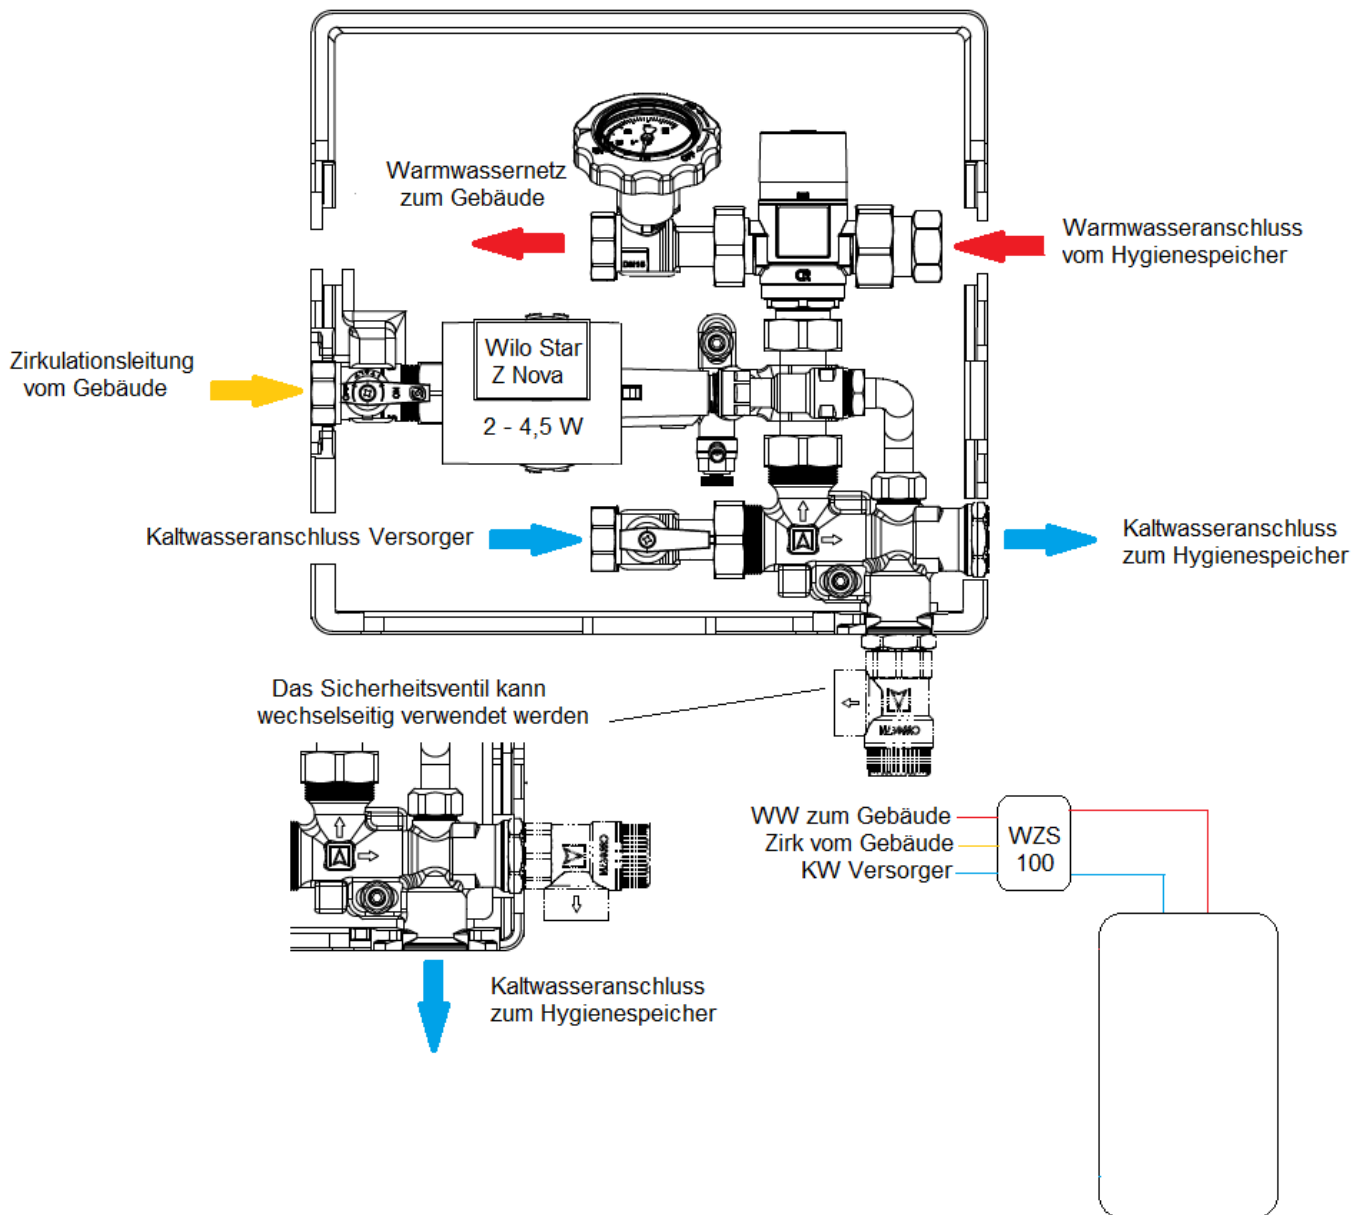 Warmwassernetz
zum Gebäude
Warmwasseranschluss
vom Hygienespeicher
Zirkulationsleitung
vom Gebäude
Wilo Star
Z Nova
2 - 4,5 W
Kaltwasseranschluss Versorger
Kaltwasseranschluss
zum Hygienespeicher
Das Sicherheitsventil kann
wechselseitig verwendet werden
WW zum Gebäude
Zirk vom Gebäude
KW Versorger
WZS
100
Kaltwasseranschluss
zum Hygienespeicher